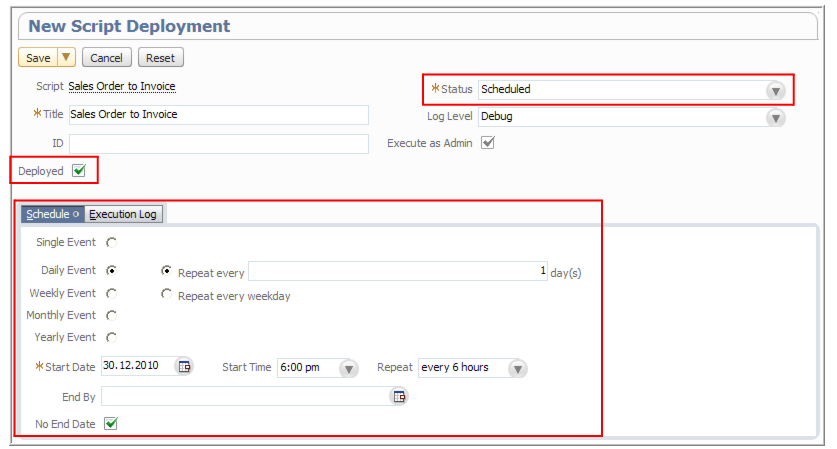 New Script Deployment
Save Cancel Reset
Script Sales Order to Invoice *Status Scheduled
*Title Sales Order to Invoice Log Level Debug
ID Execute as Admin
Deployed
Schedule Execution Log
Single Event
Daily Event Repeat every 1 day(s)
Weekly Event Repeat every weekday
Monthly Event
Yearly Event
*Start Date 30.12.2010 Start Time 6:00 pm Repeat every 6 hours
End By
No End Date